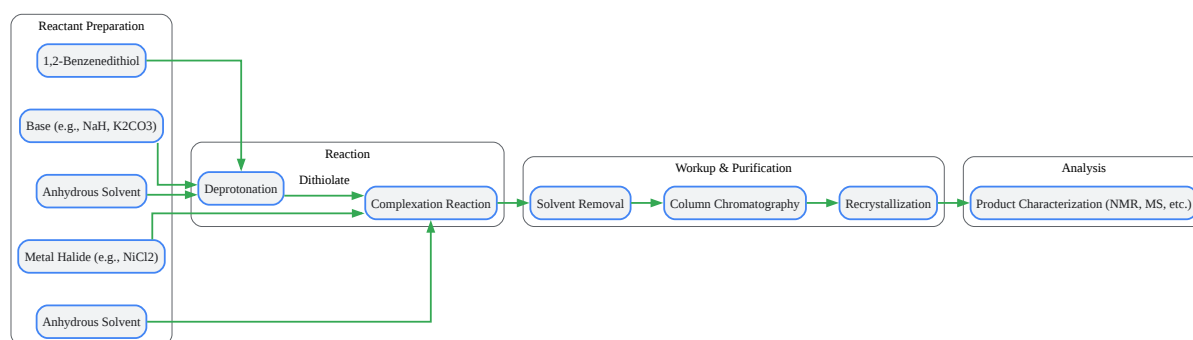 Reactant Preparation
1,2-Benzenedithiol
Base (e.g., NaH, K2CO3)
Anhydrous Solvent
Metal Halide (e.g., NiCl2)
Anhydrous Solvent
Reaction
Deprotonation
Dithiolate
Complexation Reaction
Workup & Purification
Solvent Removal
Column Chromatography
Recrystallization
Analysis
Product Characterization (NMR, MS, etc.)